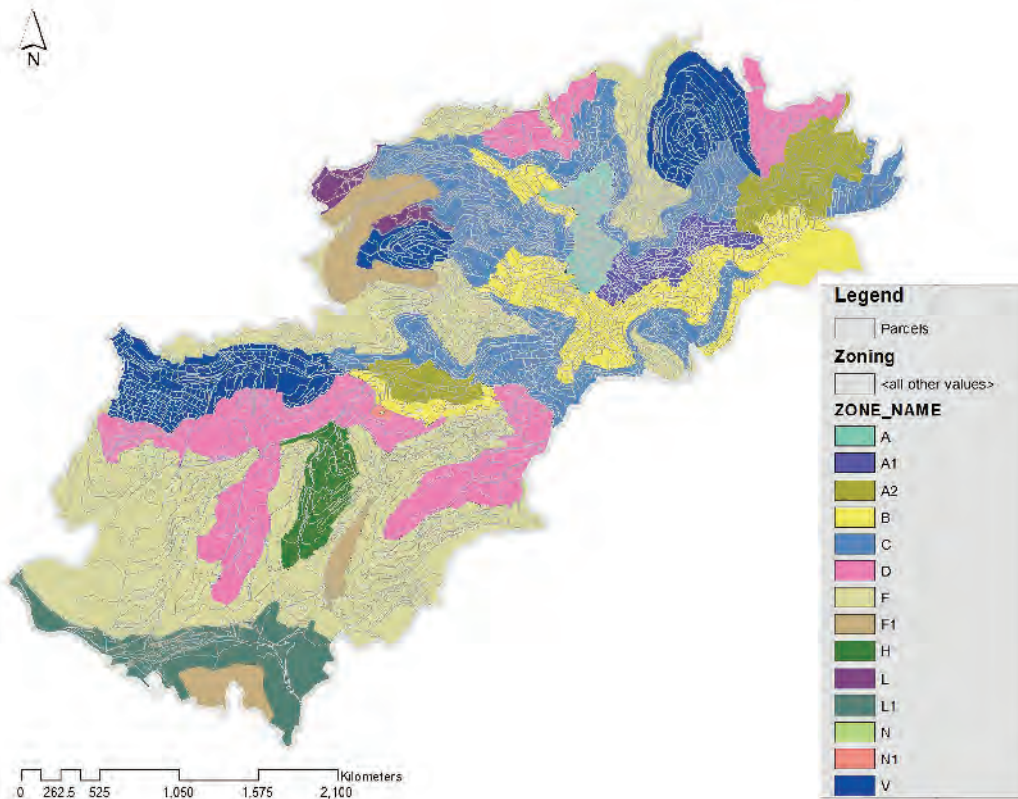 N
Legend
Parcels
Zoning
<all other values>
ZONE_NAME
A
A1
A2
B
C
D
F
F1
H
L
L1
N
N1
V
Kilometers
0 262.5 525 1,050 1,575 2,100